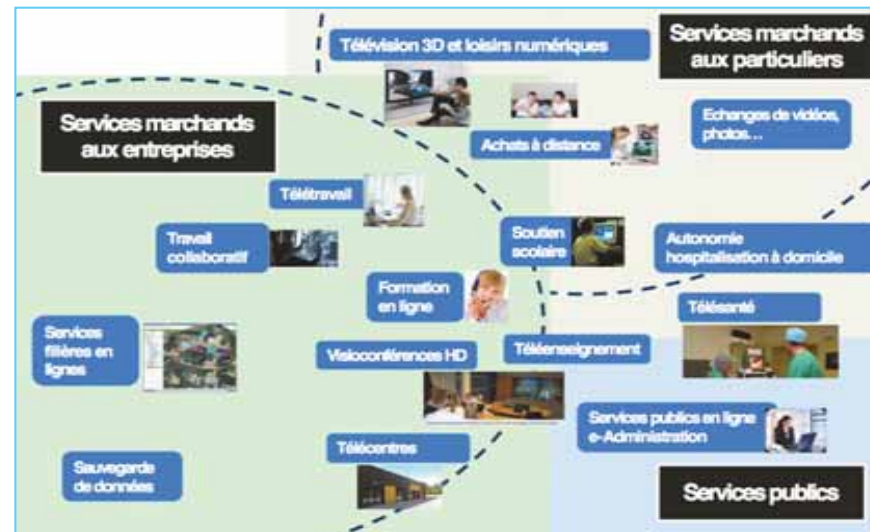 Télévision 3D et loisirs numériques
Services marchands
aux particuliers
Services marchands
aux entreprises
Echanges de vidéos,
photos...
Achats à distance
Télétravail
Travail
collaboratif
Soutien
scolaire
Autonomie
hospitalisation à domicile
Formation
en ligne
Télésanté
Services
filières en
lignes
Visioconférences HD
Téléenseignement
Services publics en ligne
e-Administration
Télécentres
Sauvegarde
de données
Services publics